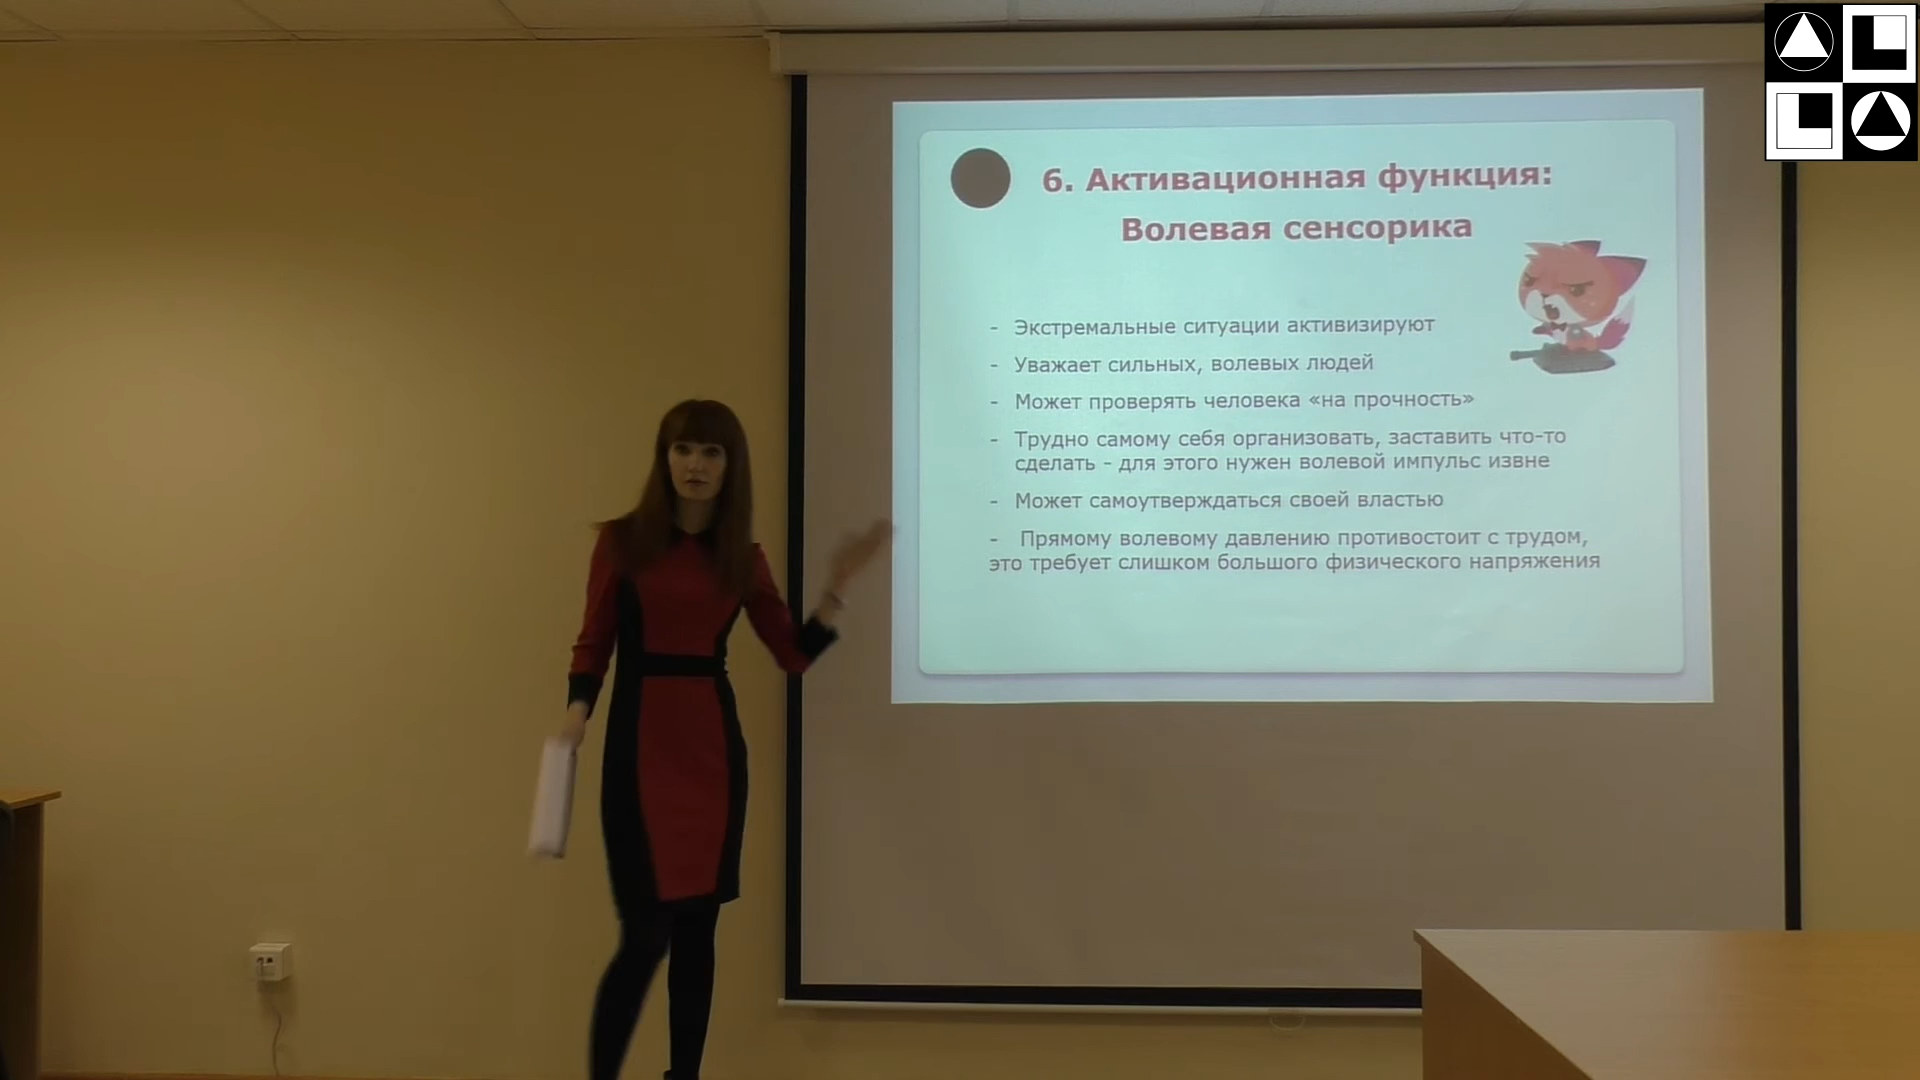 6. Активационная функция:
Волевая сенсорика
- Экстремальные ситуации активизируют
- Уважает сильных, волевых людей
- Может проверять человека «на прочность»
- Трудно самому себя организовать, заставить что-то
сделать - для этого нужен волевой импульс извне
- Может самоутверждаться своей властью
- Прямому волевому давлению противостоит с трудом,
это требует слишком большого физического напряжения